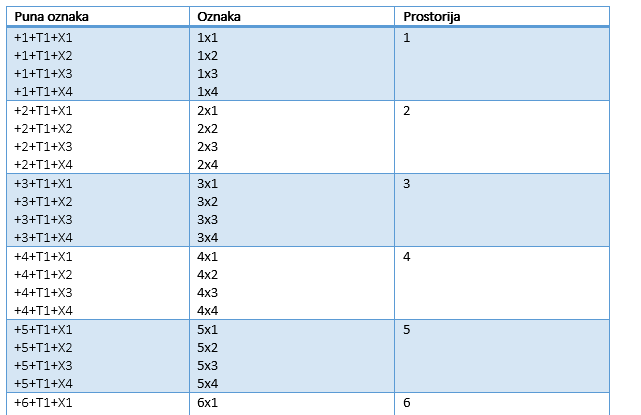 Puna oznaka Oznaka Prostorija
+1+T1+X1 1x1 1
+1+T1+X2 1x2
+1+T1+X3 1x3
+1+T1+X4 1x4
+2+T1+X1 2x1 2
+2+T1+X2 2x2
+2+T1+X3 2x3
+2+T1+X4 2x4
+3+T1+X1 3x1 3
+3+T1+X2 3x2
+3+T1+X3 3x3
+3+T1+X4 3x4
+4+T1+X1 4x1 4
+4+T1+X2 4x2
+4+T1+X3 4x3
+4+T1+X4 4x4
+5+T1+X1 5x1 5
+5+T1+X2 5x2
+5+T1+X3 5x3
+5+T1+X4 5x4
+6+T1+X1 6x1 6